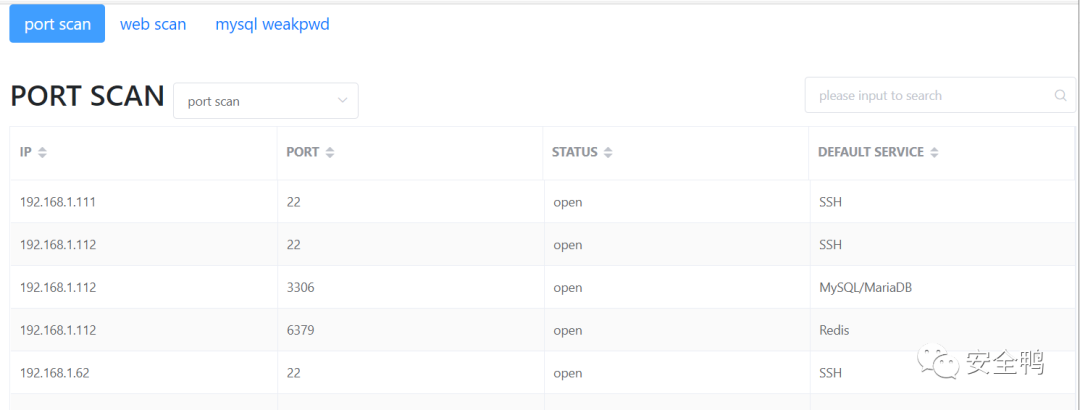 port scan web scan mysql weakpwd
PORT SCAN port scan please input to search
IP PORT STATUS DEFAULT SERVICE
192.168.1.111 22 open SSH
192.168.1.112 22 open SSH
192.168.1.112 3306 open MySQL/MariaDB
192.168.1.112 6379 open Redis
192.168.1.62 22 open SSH
安全鸭